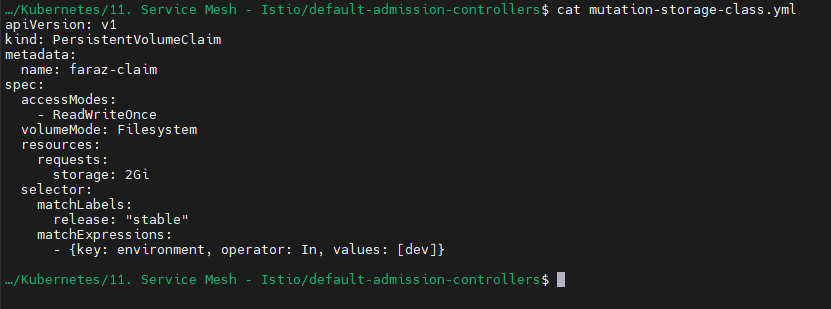 …/Kubernetes/11. Service Mesh - Istio/default-admission-controllers$ cat mutation-storage-class.yml
apiVersion: v1
kind: PersistentVolumeClaim
metadata:
  name: faraz-claim
spec:
  accessModes:
    - ReadWriteOnce
  volumeMode: Filesystem
  resources:
    requests:
      storage: 2Gi
  selector:
    matchLabels:
      release: "stable"
    matchExpressions:
      - {key: environment, operator: In, values: [dev]}
…/Kubernetes/11. Service Mesh - Istio/default-admission-controllers$